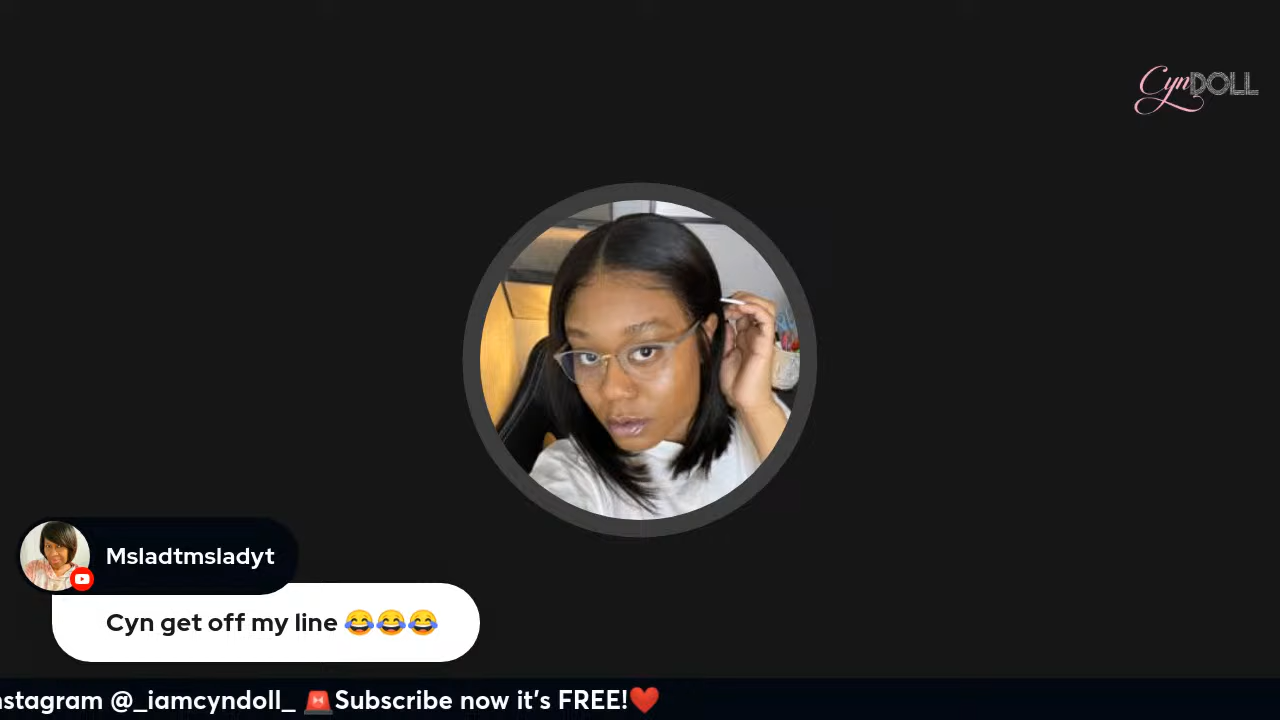 CynDOLL
Msladtmsladyt
Cyn get off my line 😂😂😂
nstagram @_iamcyndoll_ 🚨Subscribe now it's FREE!❤️